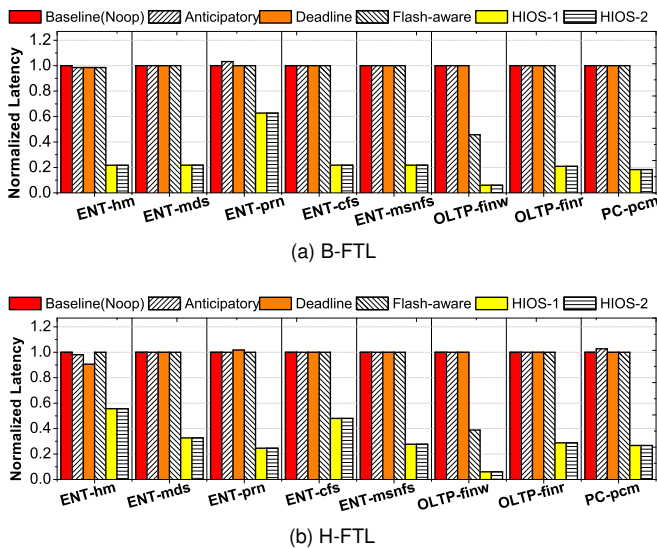 Baseline(Noop) Anticipatory Deadline Flash-aware HIOS-1 HIOS-2
Normalized Latency
1.2
1.0
0.8
0.6
0.4
0.2
0.0
ENT-hm ENT-mds ENT-prn ENT-cfs ENT-msnfs OLTP-finw OLTP-finr PC-pcm
(a) B-FTL
Baseline(Noop) Anticipatory Deadline Flash-aware HIOS-1 HIOS-2
Normalized Latency
1.2
1.0
0.8
0.6
0.4
0.2
0.0
ENT-hm ENT-mds ENT-prn ENT-cfs ENT-msnfs OLTP-finw OLTP-finr PC-pcm
(b) H-FTL